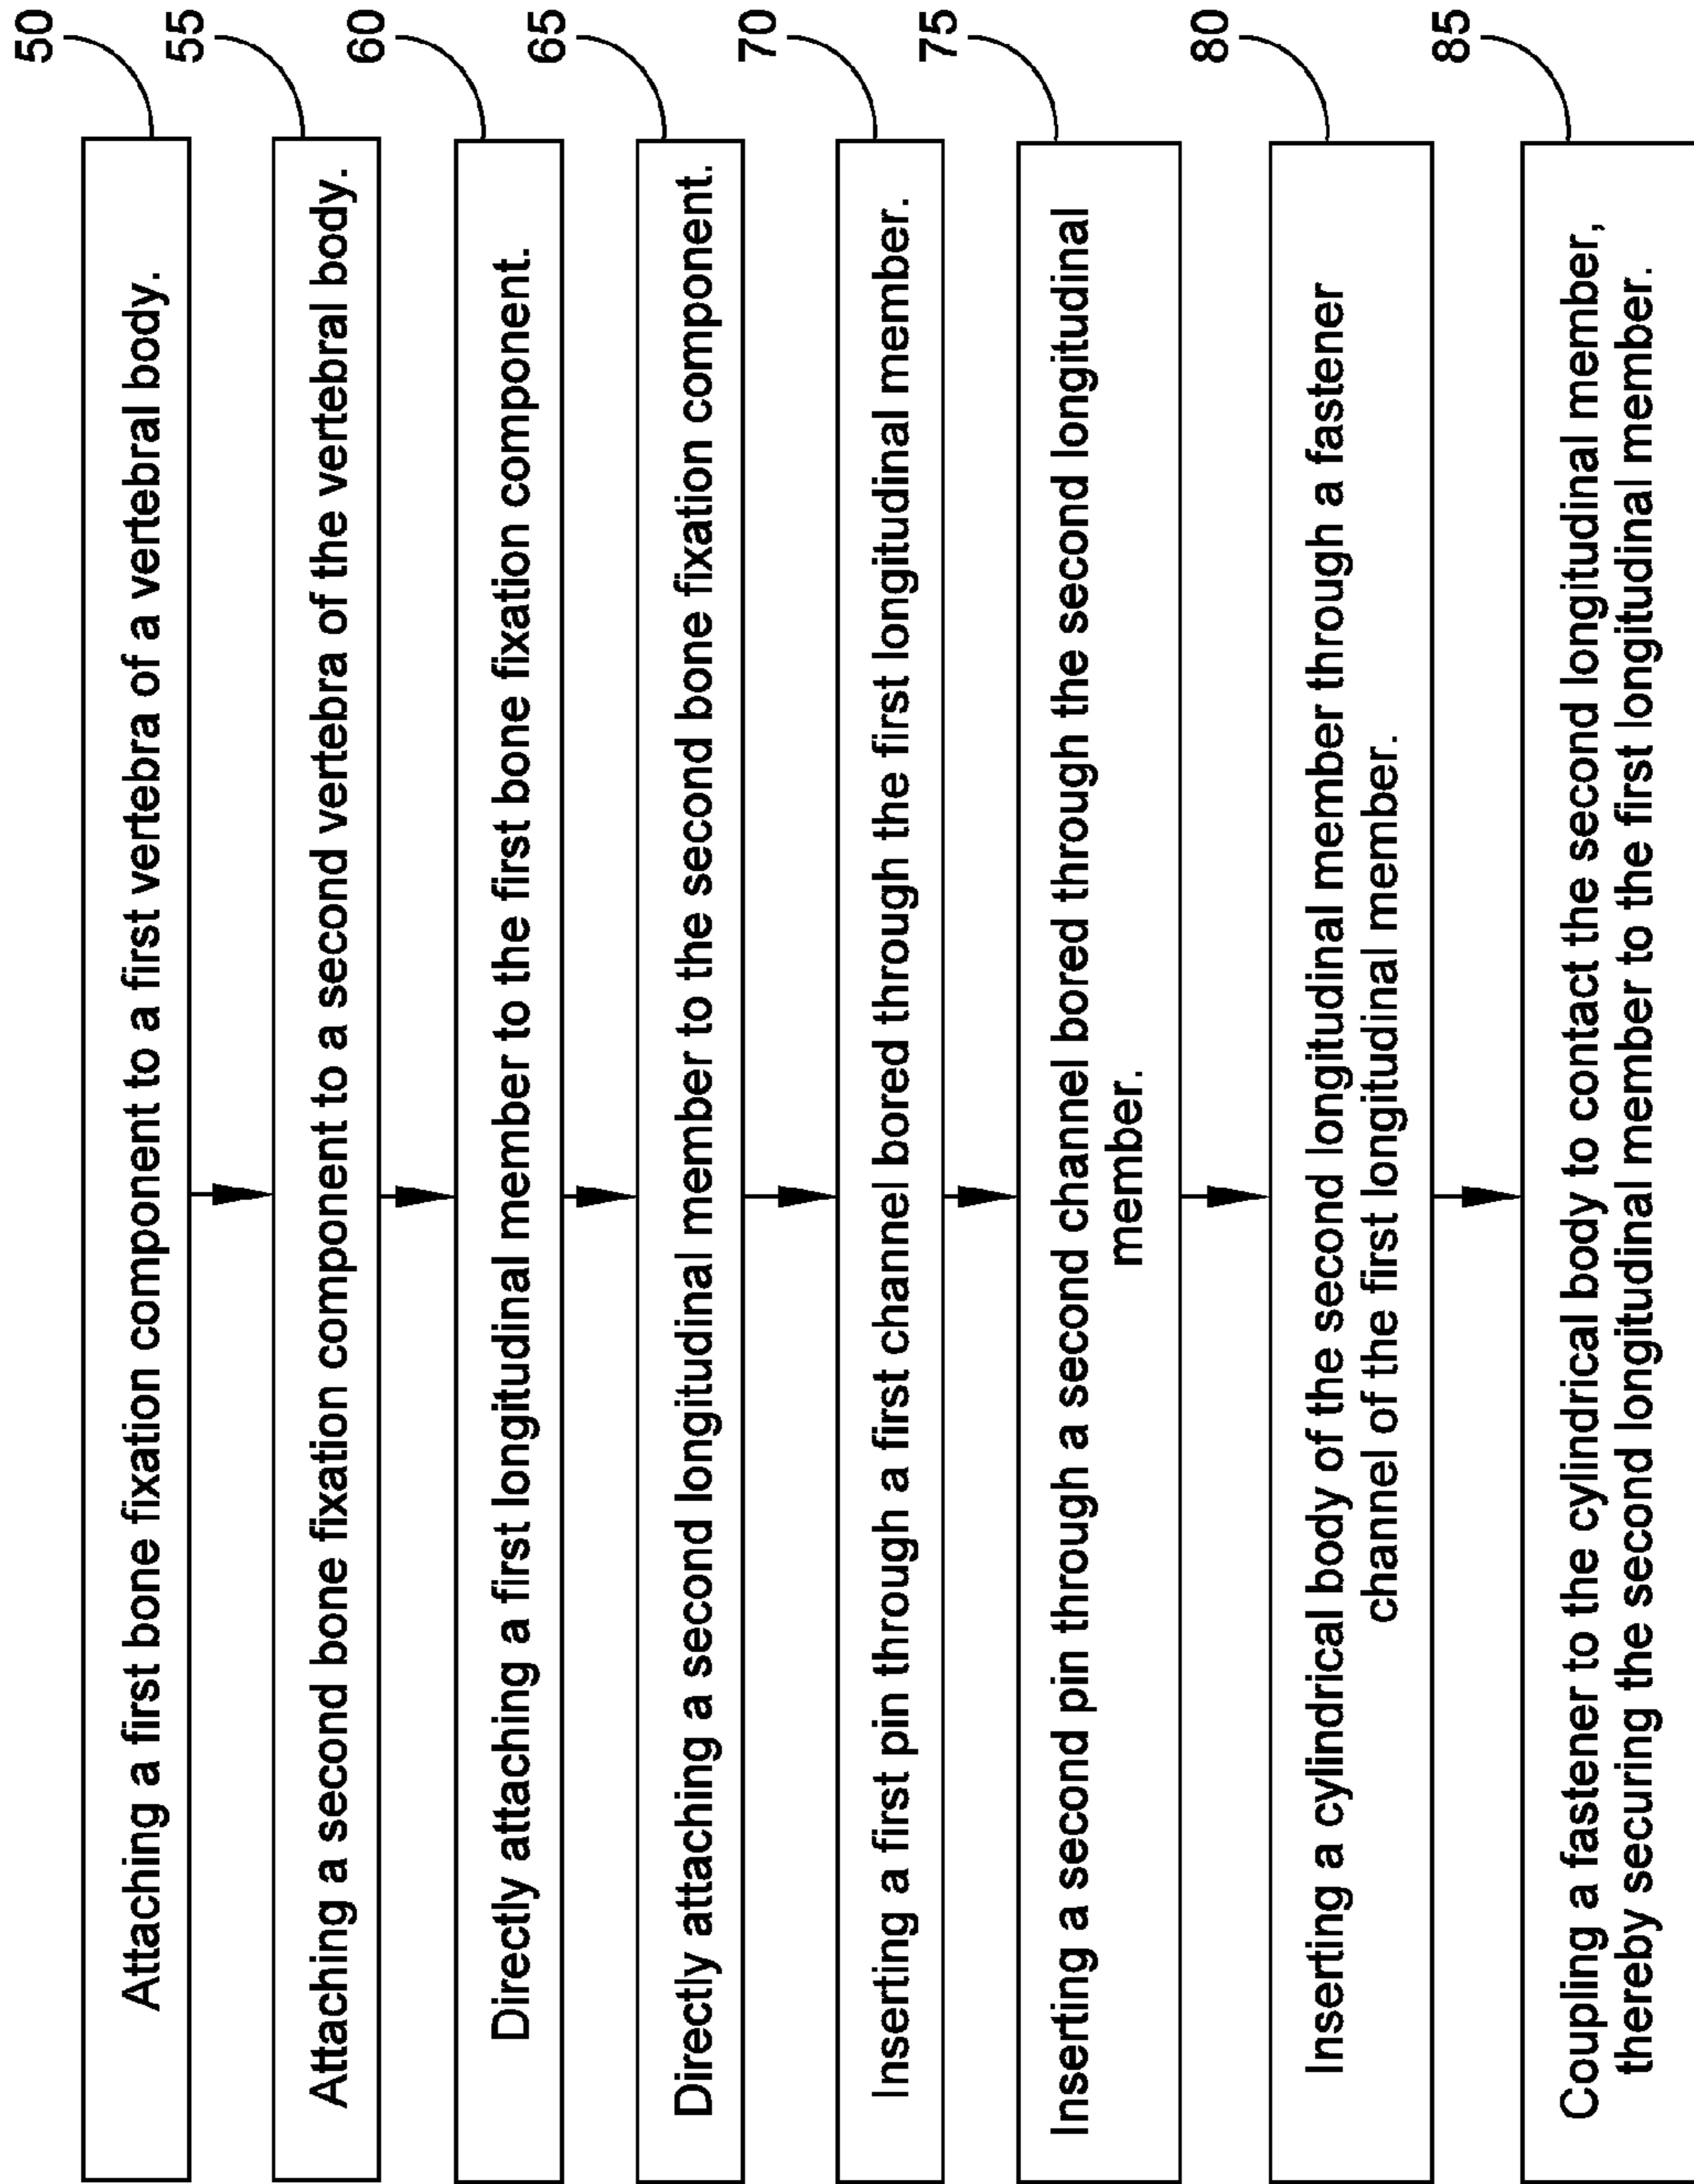 50
Attaching a first bone fixation component to a first vertebra of a vertebral body.
55
Attaching a second bone fixation component to a second vertebra of the vertebral body.
60
Directly attaching a first longitudinal member to the first bone fixation component.
65
Directly attaching a second longitudinal member to the second bone fixation component.
70
Inserting a first pin through a first channel bored through the first longitudinal member.
75
Inserting a second pin through a second channel bored through the second longitudinal
member.
80
Inserting a cylindrical body of the second longitudinal member through a fastener
channel of the first longitudinal member.
85
Coupling a fastener to the cylindrical body to contact the second longitudinal member,
thereby securing the second longitudinal member to the first longitudinal member.